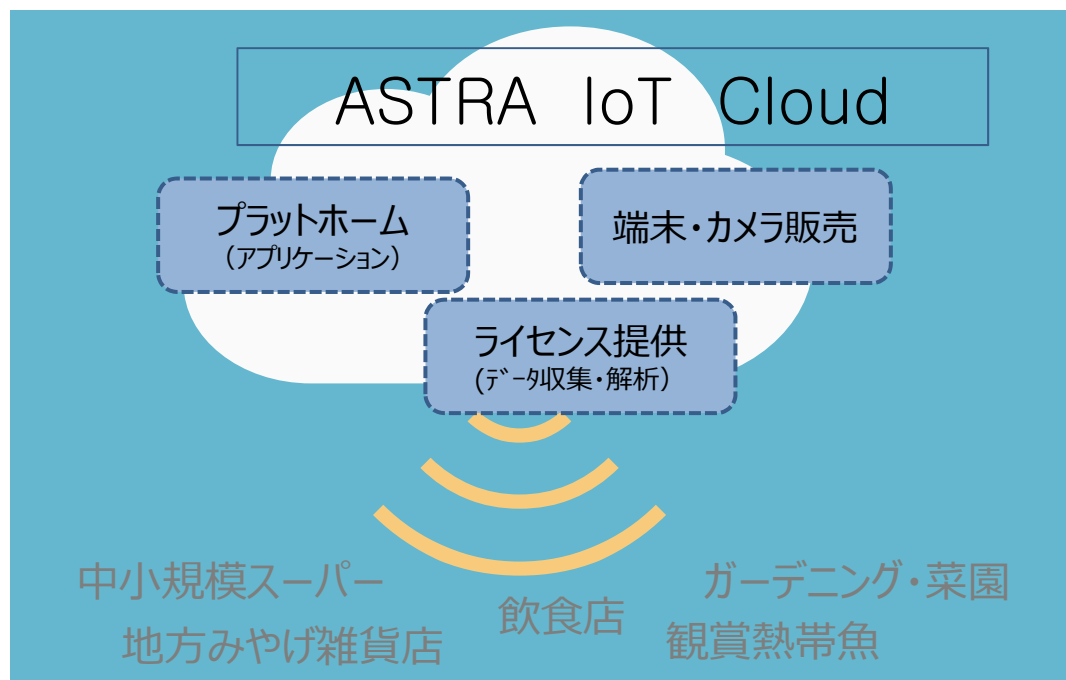 ASTRA IoT Cloud
プラットホーム
（アプリケーション）
端末・カメラ販売
ライセンス提供
(ﾃﾞｰﾀ収集・解析）
中小規模スーパー
ガーデニング・菜園
飲食店
地方みやげ雑貨店
観賞熱帯魚